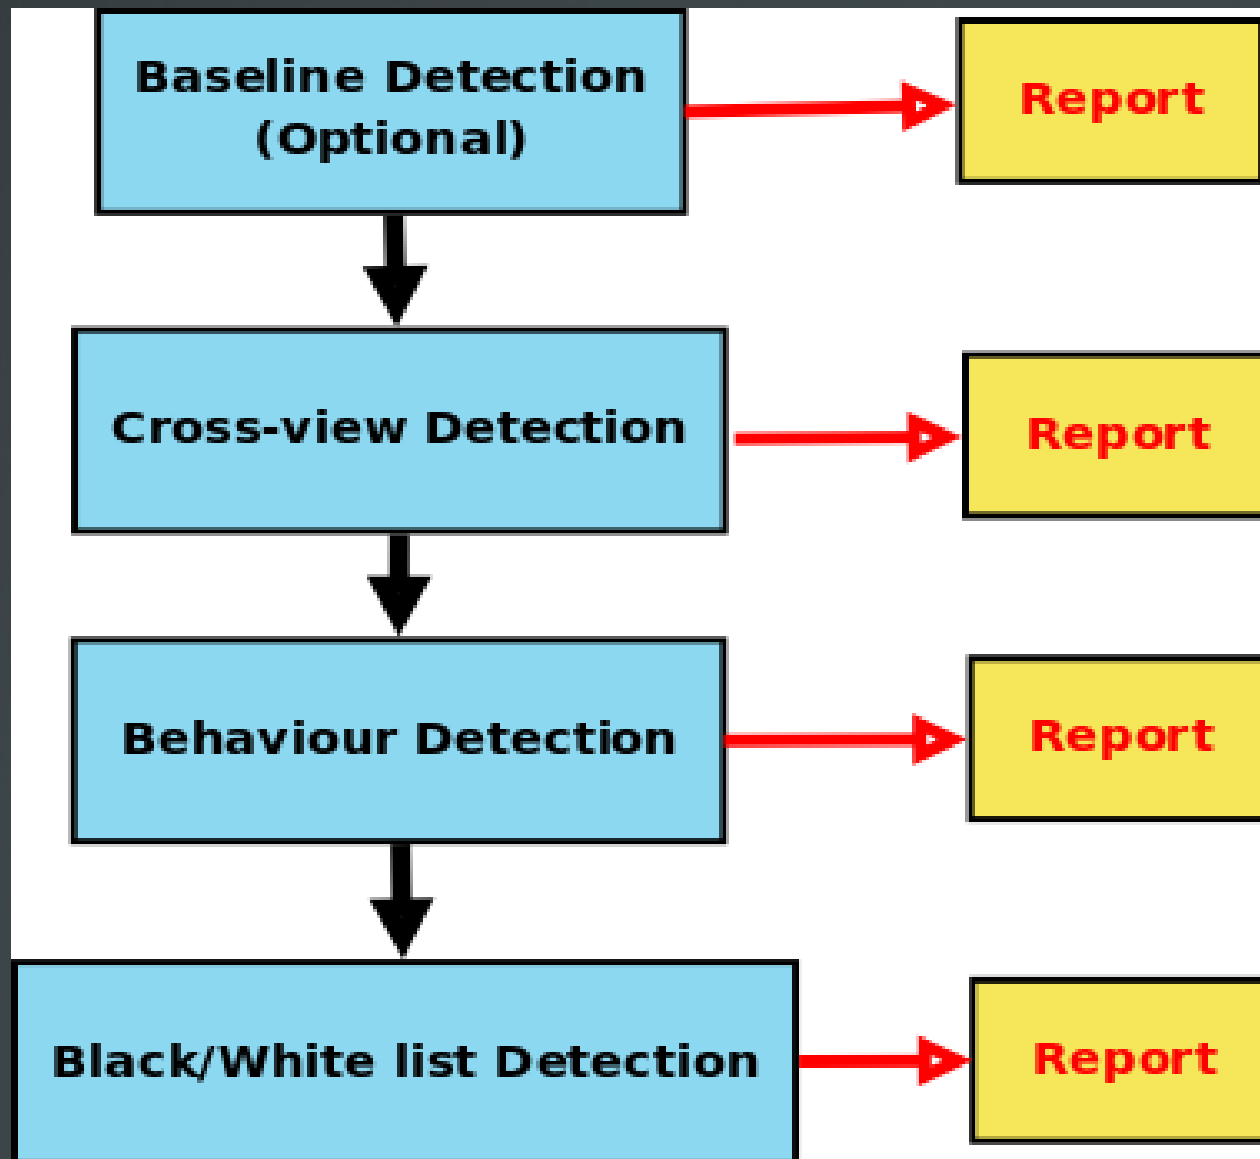 Baseline Detection
(Optional)
Report
Cross-view Detection
Report
Behaviour Detection
Report
Black/White list Detection
Report